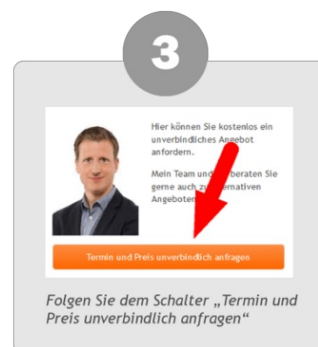 3
Hier können Sie kostenlos ein
unverbindliches Angebot
anfordern.
Mein Team und beraten Sie
gerne auch zu
Angeboten
Termin und Preis unverbindlich anfragen
Folgen Sie dem Schalter „Termin und
Preis unverbindlich anfragen“